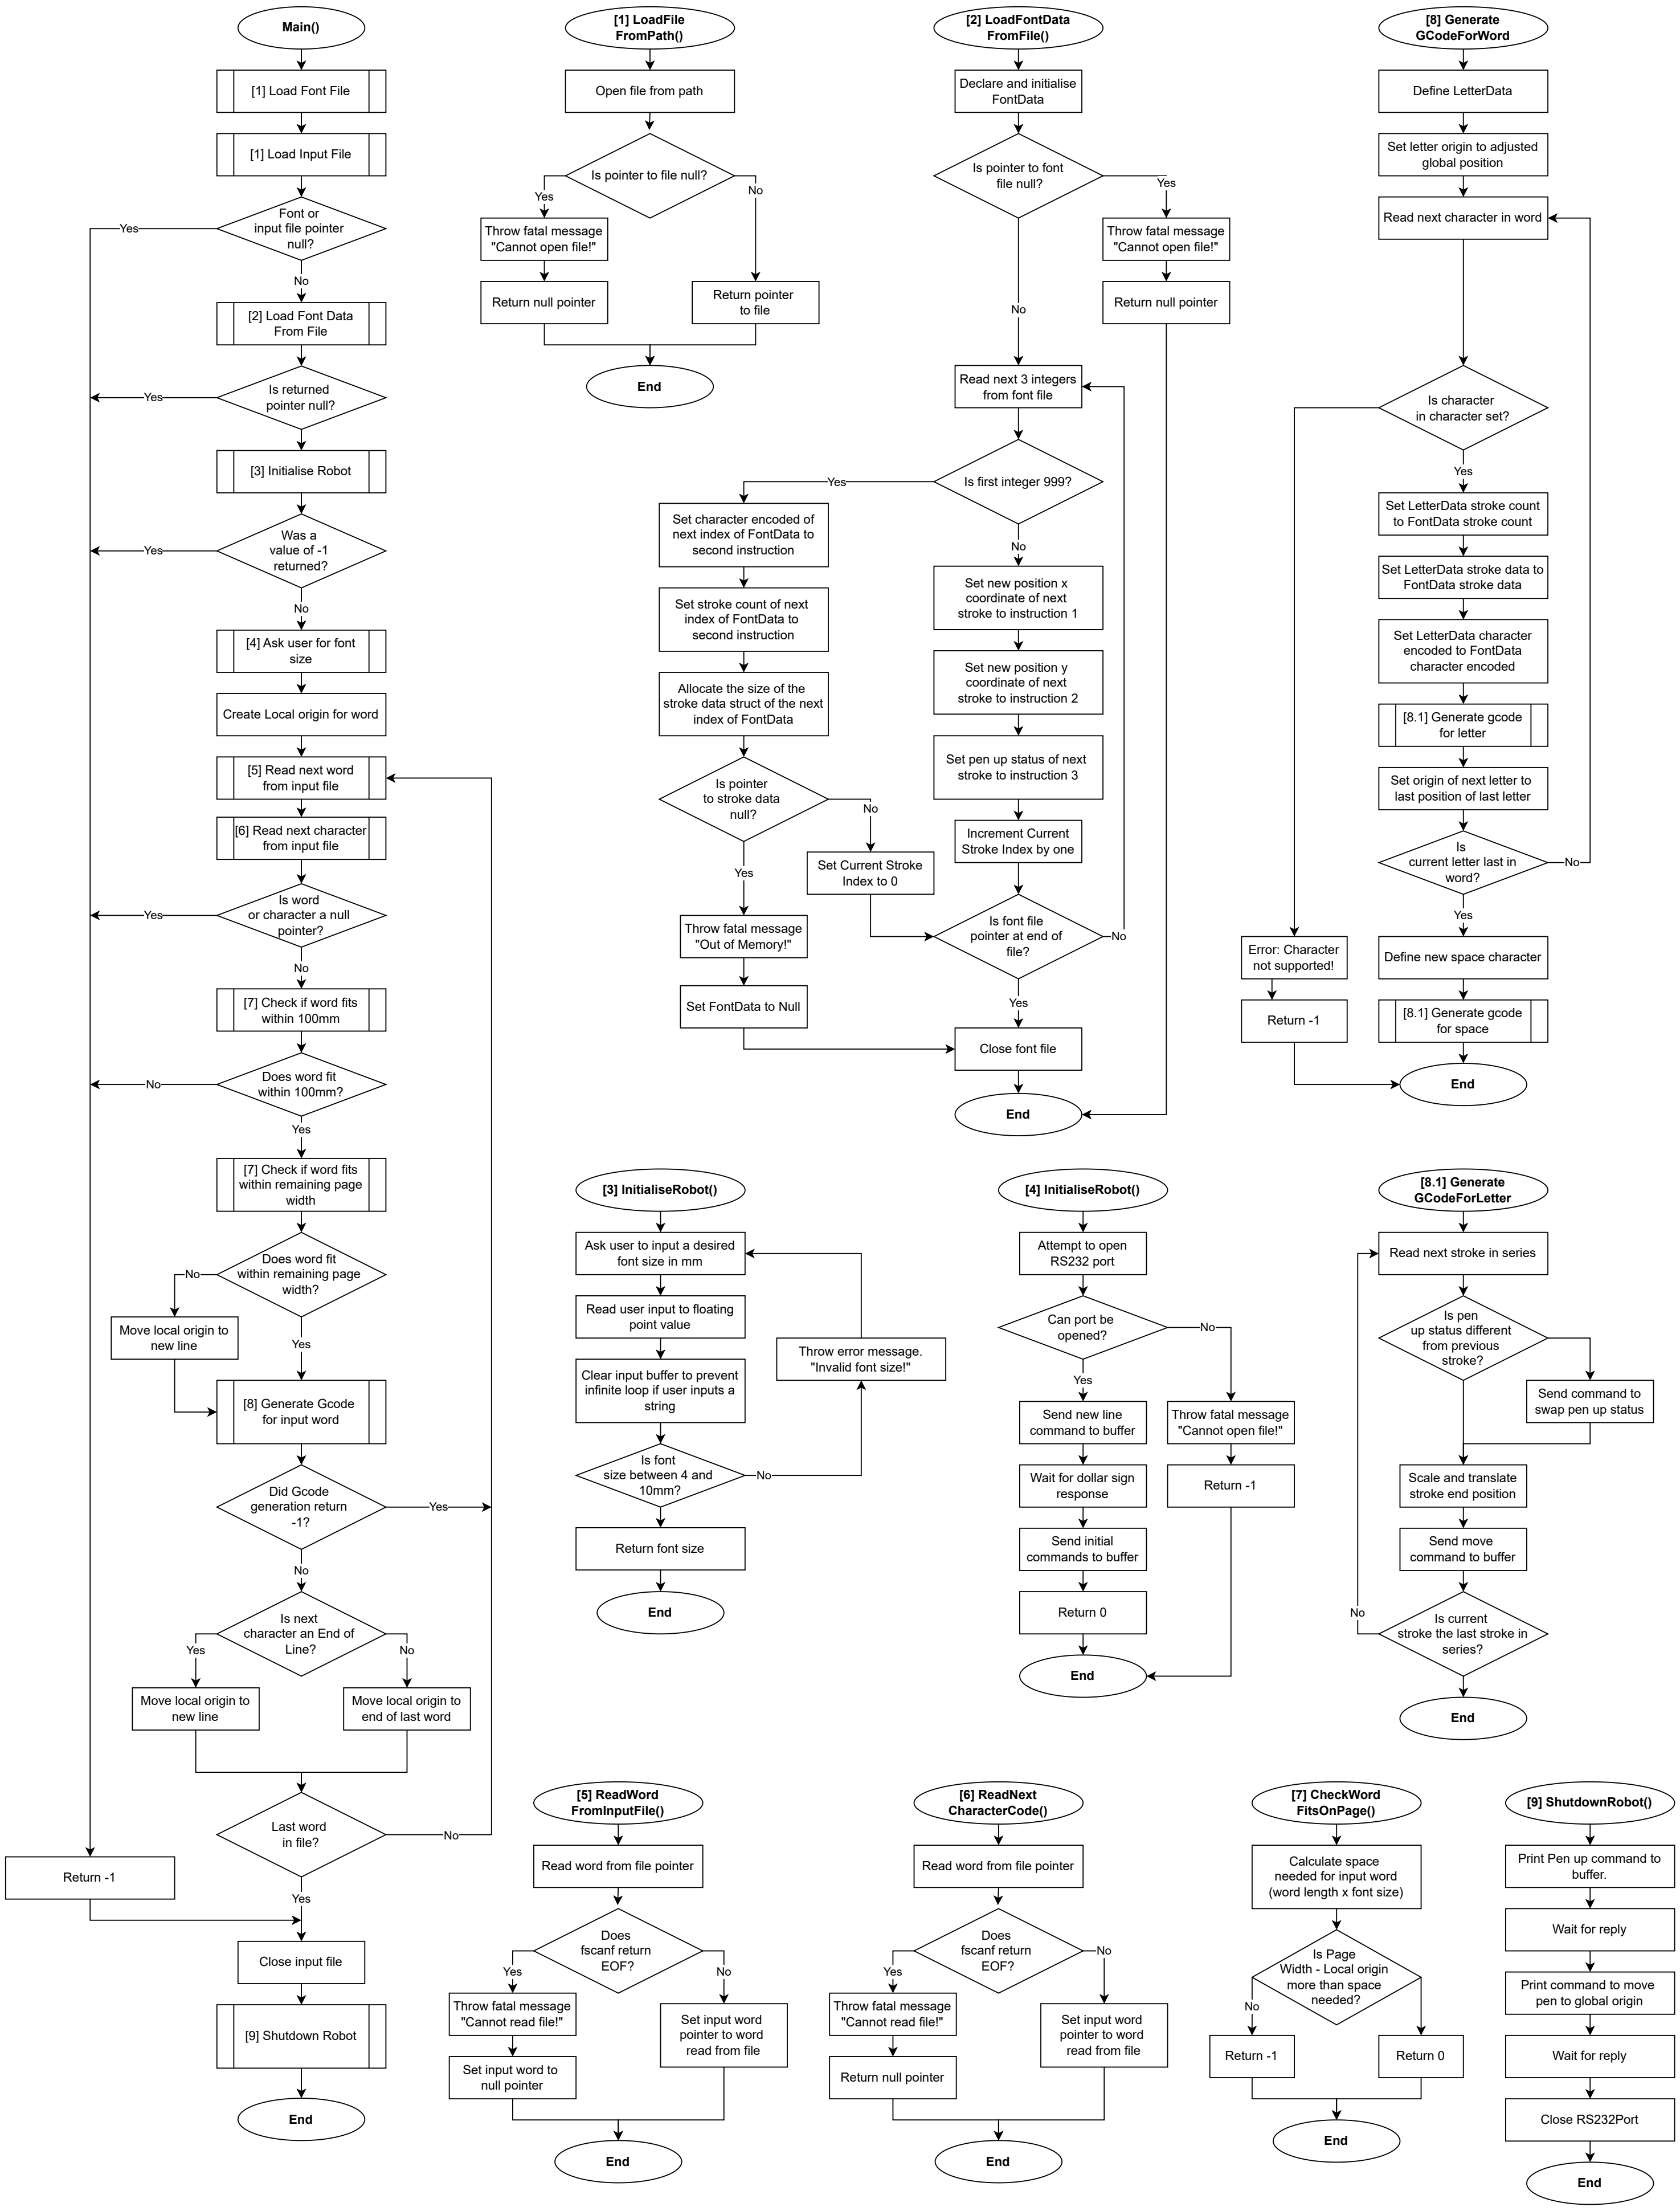 Main()
[1] Load Font File
[1] Load Input File
Font or
input file pointer
null?
Yes
No
[2] Load Font Data
From File
Is returned
pointer null?
Yes
[3] Initialise Robot
Was a
value of -1
returned?
Yes
No
[4] Ask user for font
size
Create Local origin for word
[5] Read next word
from input file
[6] Read next character
from input file
Is word
or character a null
pointer?
Yes
No
[7] Check if word fits
within 100mm
Does word fit
within 100mm?
No
Yes
[7] Check if word fits
within remaining page
width
Does word fit
within remaining page
width?
No
Move local origin to
new line
Yes
[8] Generate Gcode
for input word
Did Gcode
generation return
-1?
Yes
No
Is next
character an End of
Line?
Yes
No
Move local origin to
new line
Move local origin to
end of last word
Last word
in file?
No
Return -1
Yes
Close input file
[9] Shutdown Robot
End
[1] LoadFile
FromPath()
Open file from path
Is pointer to file null?
Yes
No
Throw fatal message
"Cannot open file!"
Return null pointer
Return pointer
to file
End
[2] LoadFontData
FromFile()
Declare and initialise
FontData
Is pointer to font
file null?
Yes
Throw fatal message
"Cannot open file!"
Return null pointer
No
Read next 3 integers
from font file
Is first integer 999?
Yes
Set character encoded of
next index of FontData to
second instruction
Set stroke count of next
index of FontData to
second instruction
Allocate the size of the
stroke data struct of the next
index of FontData
Is pointer
to stroke data
null?
No
Set Current Stroke
Index to 0
Yes
Throw fatal message
"Out of Memory!"
Set FontData to Null
No
Set new position x
coordinate of next
stroke to instruction 1
Set new position y
coordinate of next
stroke to instruction 2
Set pen up status of next
stroke to instruction 3
Increment Current
Stroke Index by one
Is font file
pointer at end of
file?
No
Yes
Close font file
End
[8] Generate
GCodeForWord
Define LetterData
Set letter origin to adjusted
global position
Read next character in word
Is character
in character set?
Yes
Set LetterData stroke count
to FontData stroke count
Set LetterData stroke data to
FontData stroke data
Set LetterData character
encoded to FontData
character encoded
[8.1] Generate gcode
for letter
Set origin of next letter to
last position of last letter
Is
current letter last in
word?
No
Yes
Error: Character
not supported!
Return -1
Define new space character
[8.1] Generate gcode
for space
End
[3] InitialiseRobot()
Ask user to input a desired
font size in mm
Read user input to floating
point value
Clear input buffer to prevent
infinite loop if user inputs a
string
Throw error message.
"Invalid font size!"
Is font
size between 4 and
10mm?
No
Return font size
End
[4] InitialiseRobot()
Attempt to open
RS232 port
Can port be
opened?
No
Yes
Send new line
command to buffer
Throw fatal message
"Cannot open file!"
Wait for dollar sign
response
Return -1
Send initial
commands to buffer
Return 0
End
[8.1] Generate
GCodeForLetter
Read next stroke in series
Is pen
up status different
from previous
stroke?
Send command to
swap pen up status
Scale and translate
stroke end position
Send move
command to buffer
No
Is current
stroke the last stroke in
series?
End
[5] ReadWord
FromInputFile()
Read word from file pointer
Does
fscanf return
EOF?
Yes
No
Throw fatal message
"Cannot read file!"
Set input word to
null pointer
Set input word
pointer to word
read from file
End
[6] ReadNext
CharacterCode()
Read word from file pointer
Does
fscanf return
EOF?
Yes
No
Throw fatal message
"Cannot read file!"
Return null pointer
Set input word
pointer to word
read from file
End
[7] CheckWord
FitsOnPage()
Calculate space
needed for input word
(word length x font size)
Is Page
Width - Local origin
more than space
needed?
No
Return -1
Return 0
End
[9] ShutdownRobot()
Print Pen up command to
buffer.
Wait for reply
Print command to move
pen to global origin
Wait for reply
Close RS232Port
End